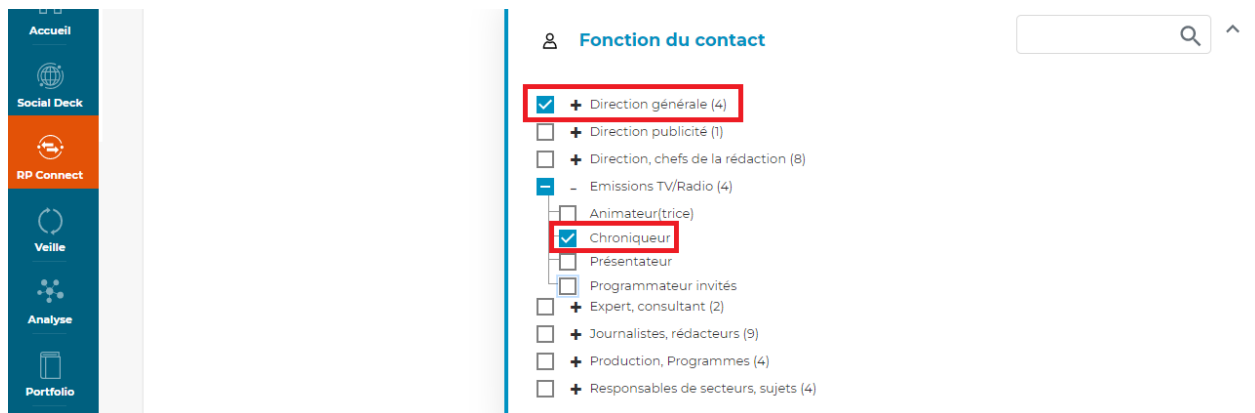 Accueil
Social Deck
RP Connect
Veille
Analyse
Portfolio
Fonction du contact
Direction générale (4)
Direction publicité (1)
Direction, chefs de la rédaction (8)
Emissions TV/Radio (4)
Animateur(trice)
Chroniqueur
Présentateur
Programmateur invités
Expert, consultant (2)
Journalistes, rédacteurs (9)
Production, Programmes (4)
Responsables de secteurs, sujets (4)